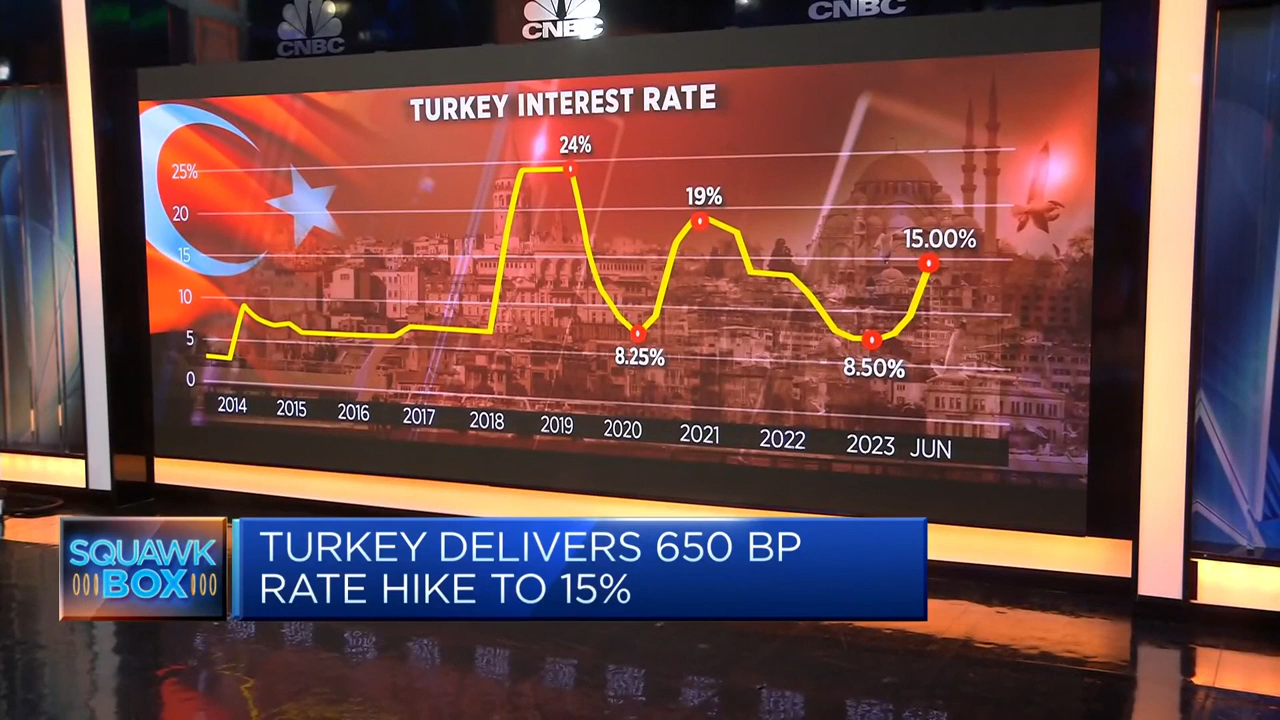 CNBC
CNBC
CNBC
TURKEY INTEREST RATE
24%
25%
19%
20
15.00%
15
10
5
8.25%
8.50%
0
2014 2015 2016 2017 2018 2019 2020 2021 2022 2023 JUN
SQUAWK
BOX
TURKEY DELIVERS 650 BP
RATE HIKE TO 15%